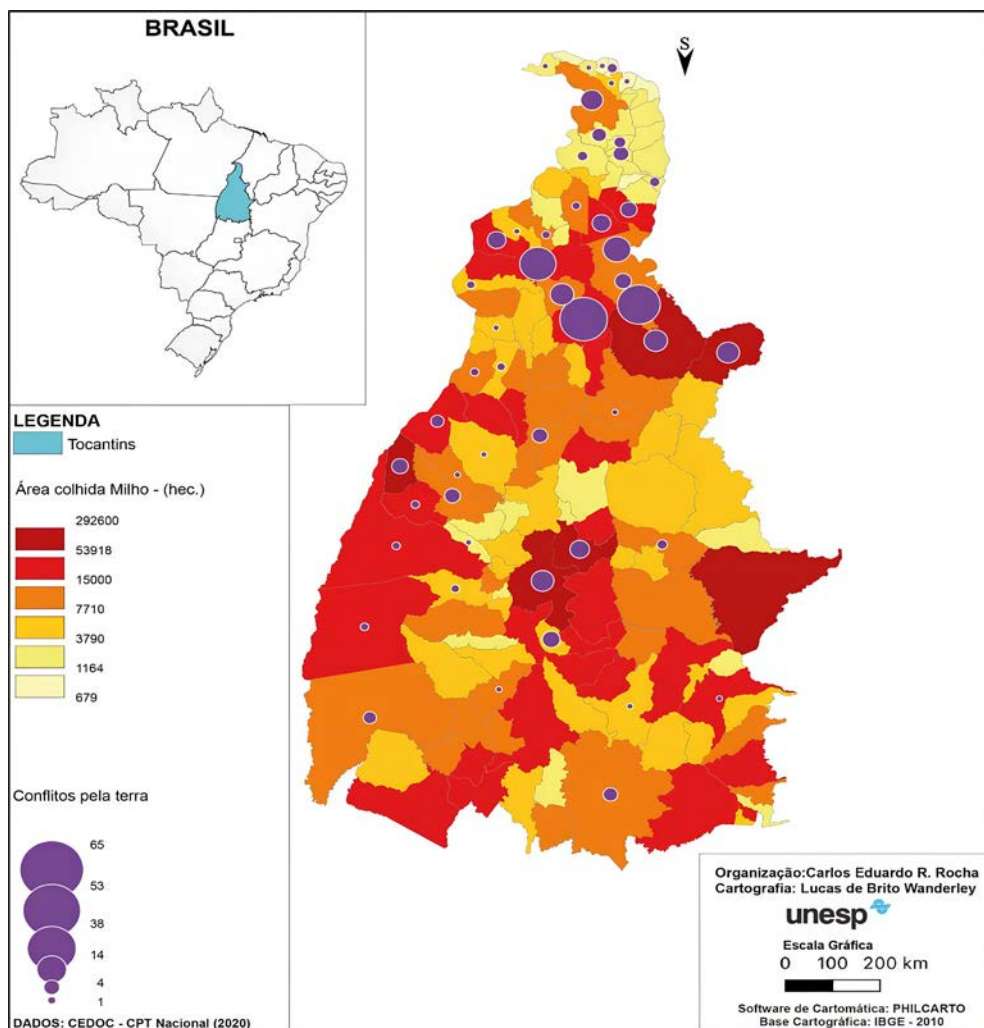 BRASIL
S
LEGENDA
Tocantins
Área colhida Milho - (hec.)
292600
53918
15000
7710
3790
1164
679
Conflitos pela terra
65
53
38
14
4
1
DADOS: CEDOC - CPT Nacional (2020)
Organização:Carlos Eduardo R. Rocha
Cartografia: Lucas de Brito Wanderley
unesp
Escala Gráfica
0 100 200 km
Software de Cartomática: PHILCARTO
Base Cartográfica: IBGE - 2010